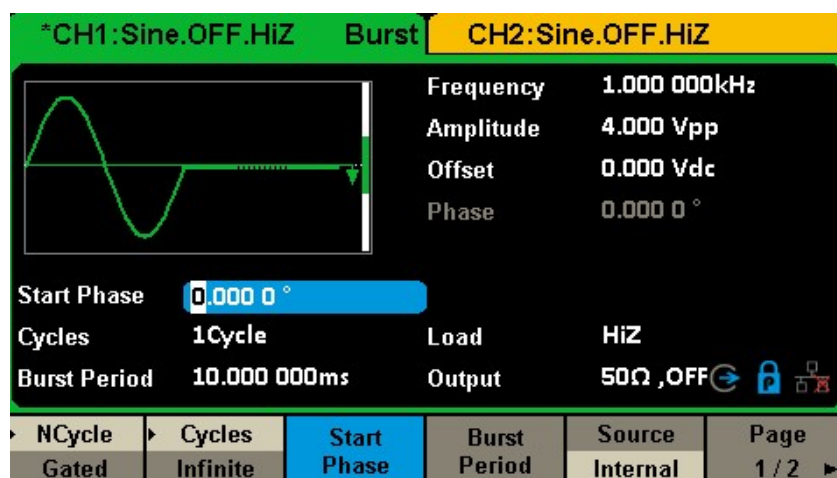 *CH1:Sine.OFF.HiZ Burst CH2:Sine.OFF.HiZ
Frequency 1.000 000kHz
Amplitude 4.000 Vpp
Offset 0.000 Vdc
Phase 0.000 0 °
Start Phase 0.000 0 °
Cycles 1Cycle Load HiZ
Burst Period 10.000 000ms Output 50Ω ,OFF
NCycle Cycles Start Burst Source Page
Gated Infinite Phase Period Internal 1 / 2